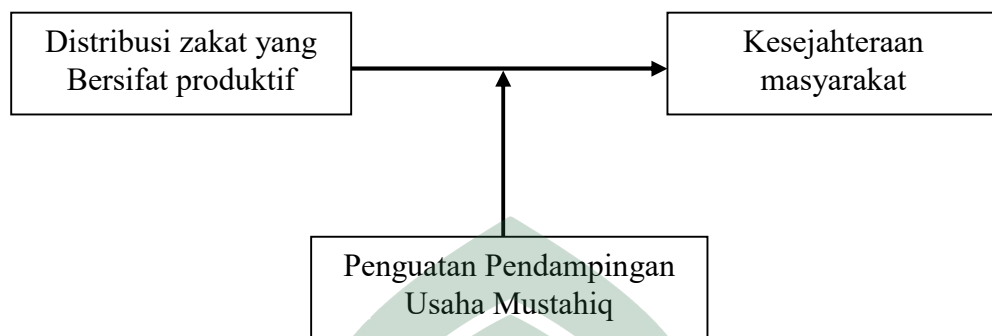 Distribusi zakat yang
Bersifat produktif
Kesejahteraan
masyarakat
Penguatan Pendampingan
Usaha Mustahiq